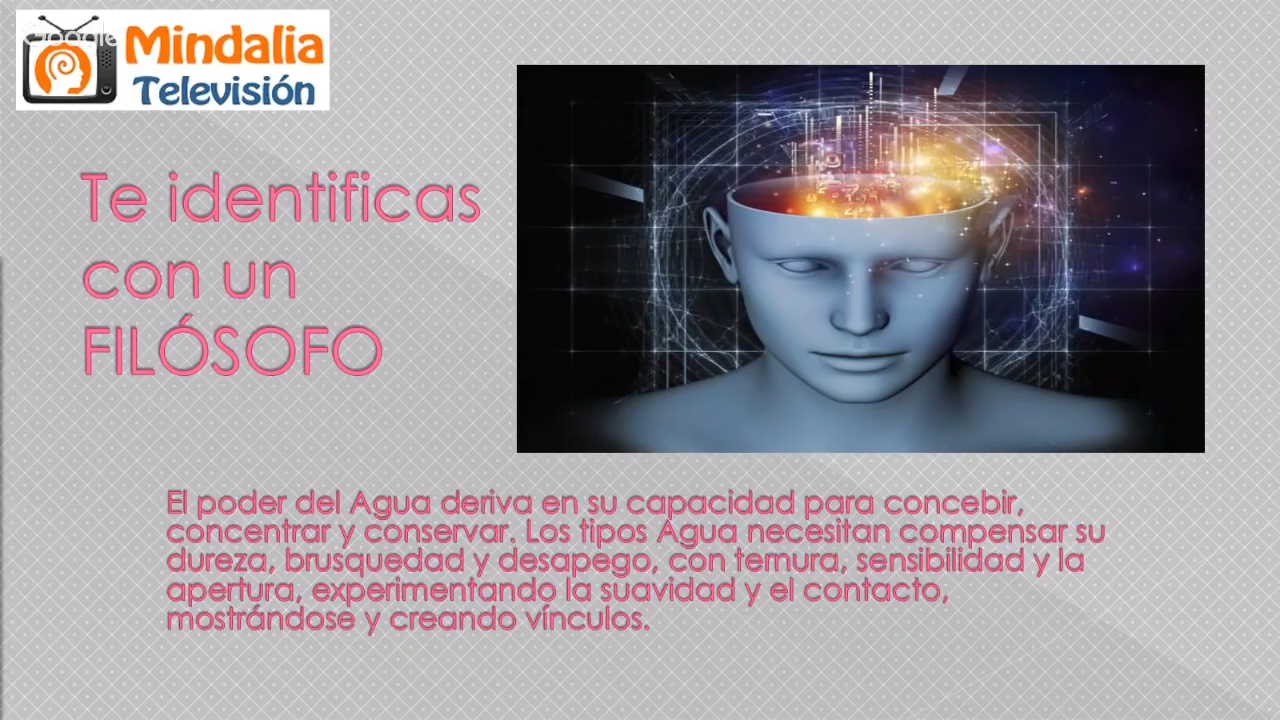 Google
Mindalia
Televisión
Te identificas
con un
FILÓSOFO
El poder del Agua deriva en su capacidad para concebir,
concentrar y conservar. Los tipos Agua necesitan compensar su
dureza, brusquedad y desapego, con ternura, sensibilidad y la
apertura, experimentando la suavidad y el contacto,
mostrándose y creando vínculos.